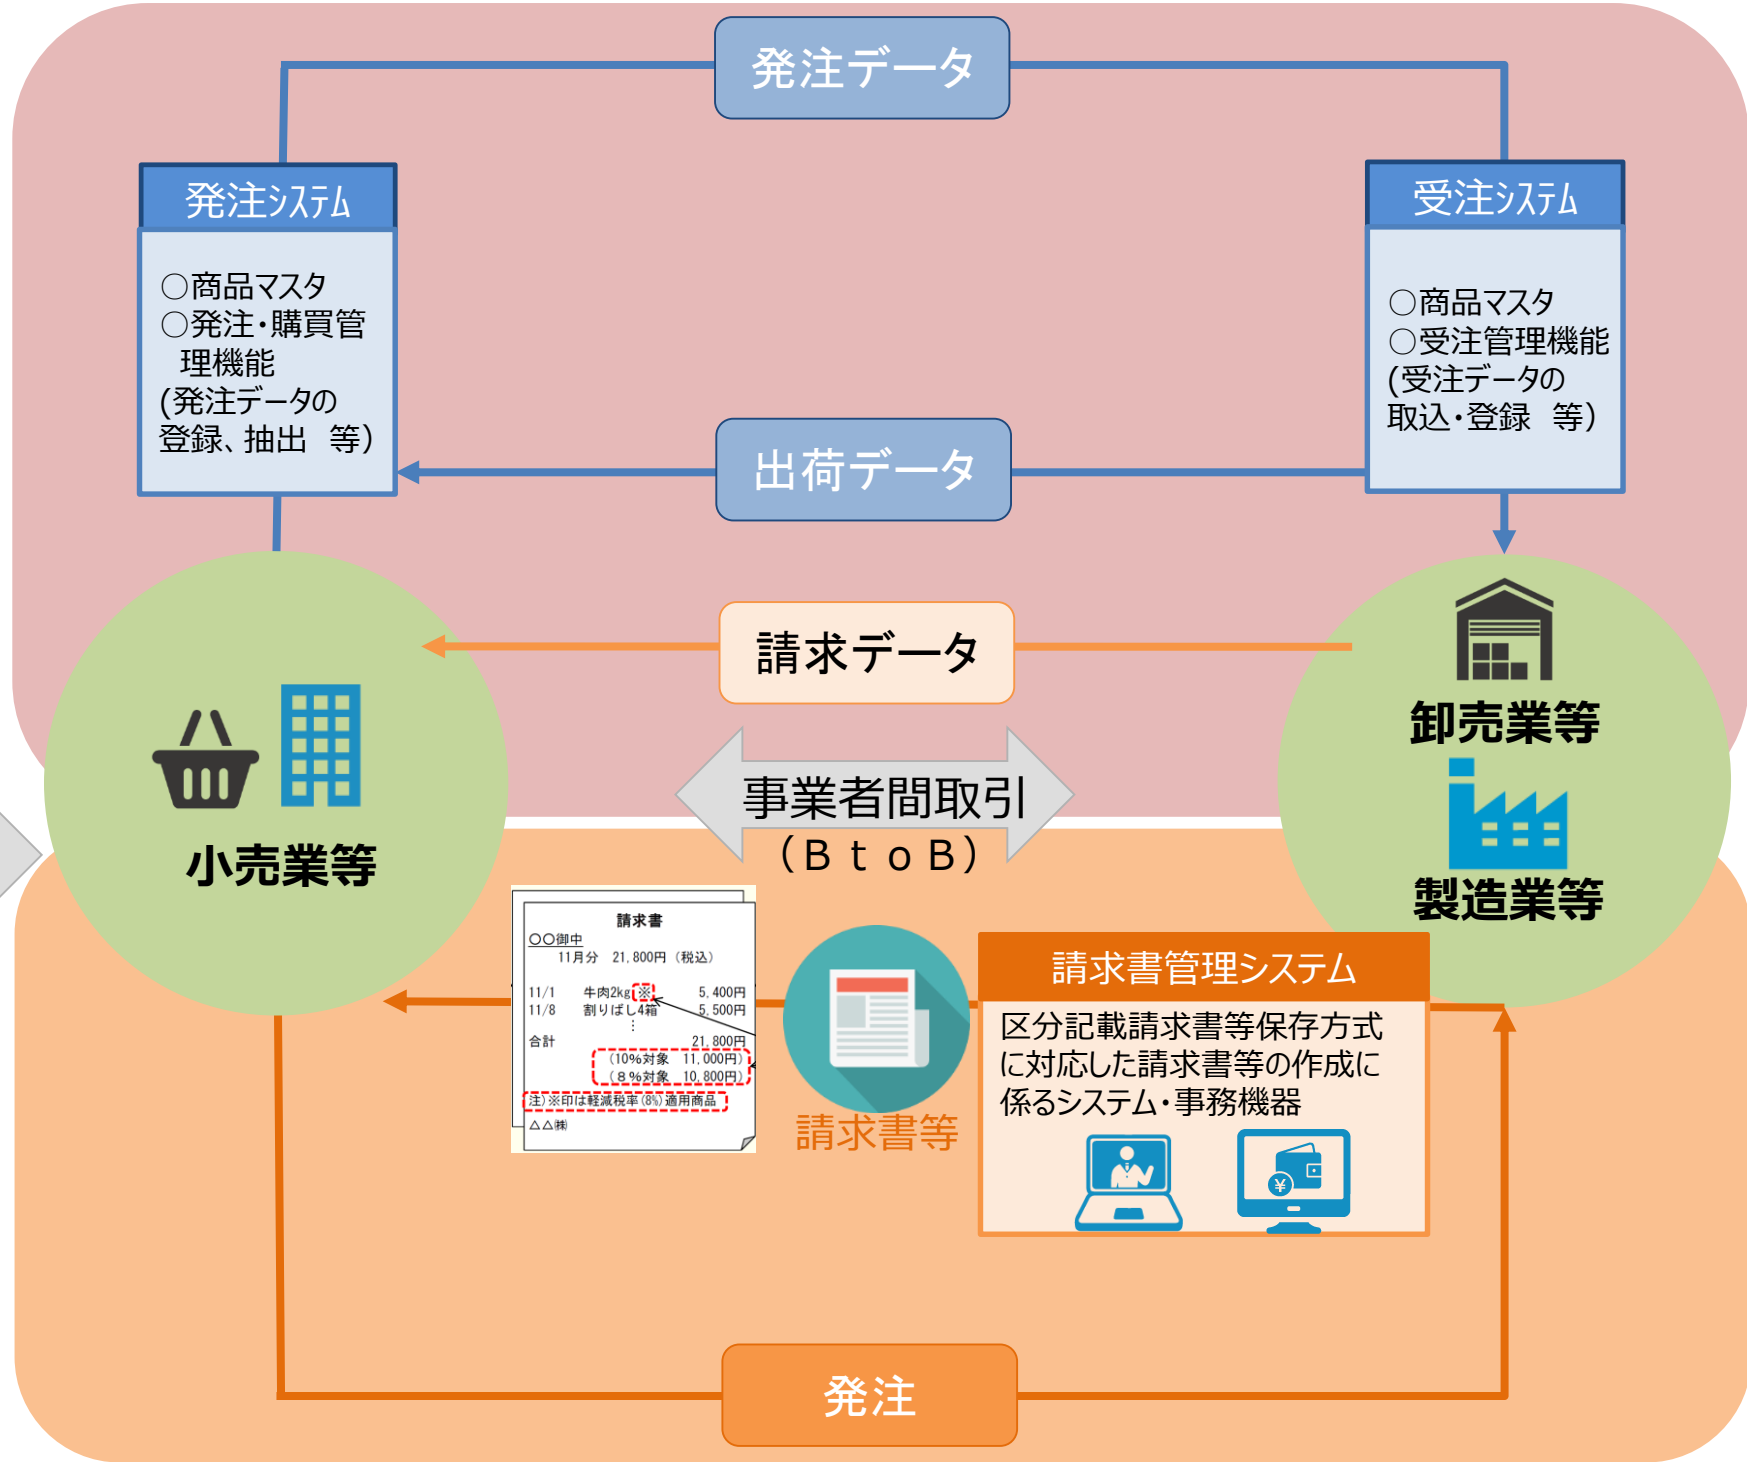 発注データ
発注ｼｽﾃﾑ
○商品マスタ
○発注・購買管
理機能
(発注データの
登録、抽出　等）
受注ｼｽﾃﾑ
○商品マスタ
○受注管理機能
(受注データの
取込・登録　等）
出荷データ
請求データ
卸売業等
製造業等
小売業等
事業者間取引
（ＢｔｏＢ）
請求書
〇〇御中
11月分　21,800円（税込）
11/1　牛肉2kg ※　5,400円
11/8　割りばし4箱　5,500円
⋮
合計　21,800円
（10％対象　11,000円）
（８％対象　10,800円）
注）※印は軽減税率(8%)適用商品
△△㈱
請求書等
請求書管理システム
区分記載請求書等保存方式
に対応した請求書等の作成に
係るシステム・事務機器
¥
発注